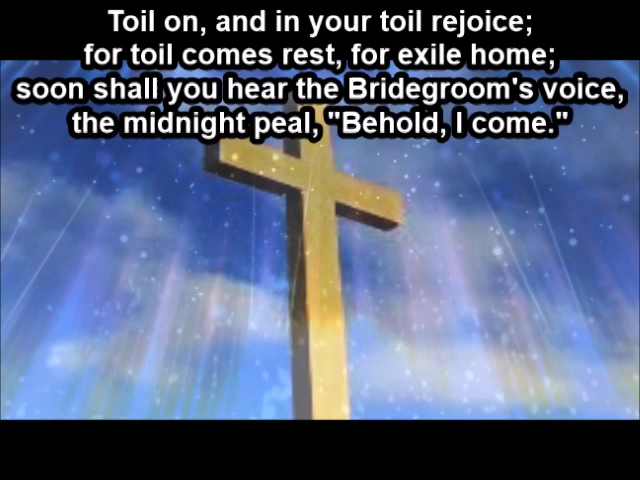 Toil on, and in your toil rejoice;
for toil comes rest, for exile home;
soon shall you hear the Bridegroom's voice,
the midnight peal, "Behold, I come."